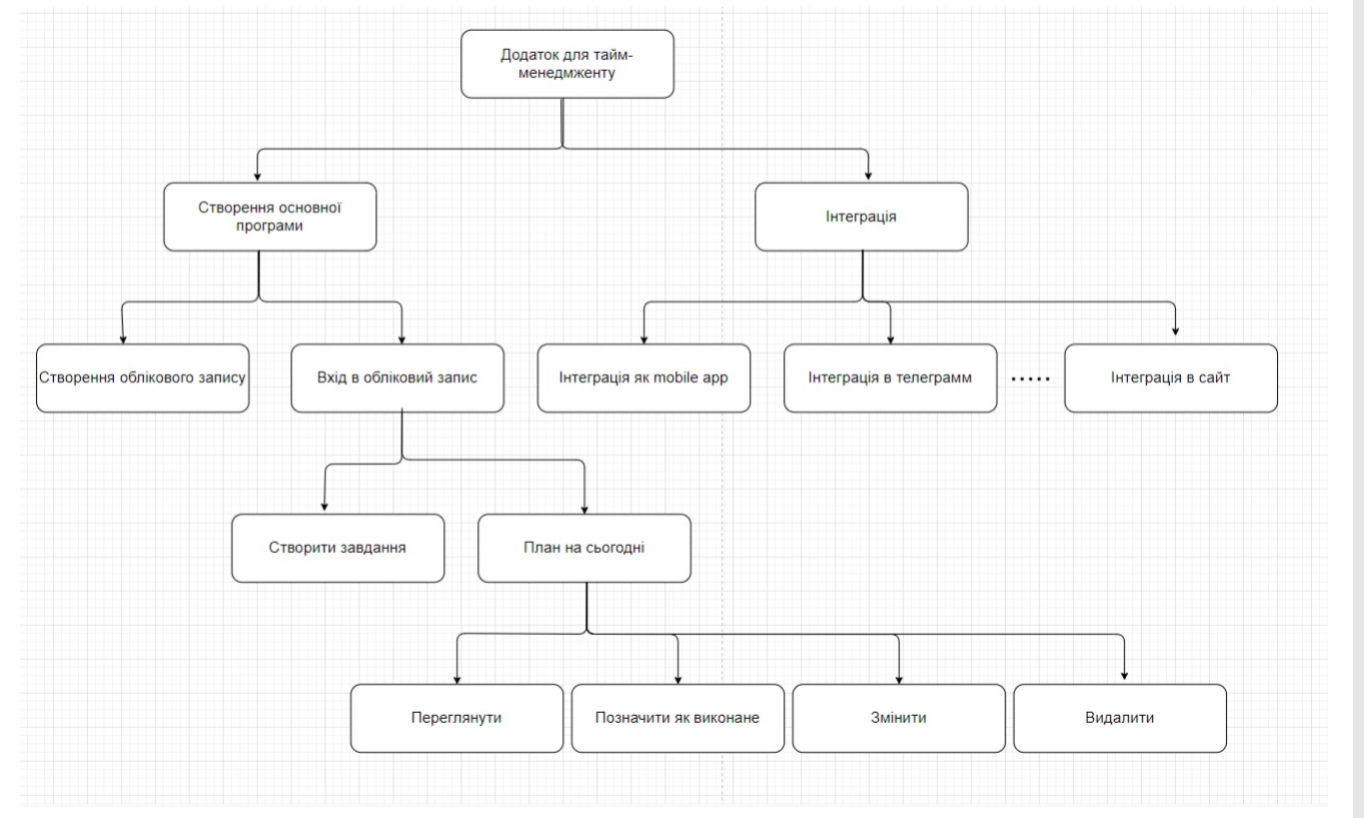 Додаток для тайм-
менедмженту
Створення основної
програми
Інтеграція
Створення облікового запису
Вхід в обліковий запис
Інтеграція як mobile app
Інтеграція в телеграмм
.....
Інтеграція в сайт
Створити завдання
План на сьогодні
Переглянути
Позначити як виконане
Змінити
Видалити